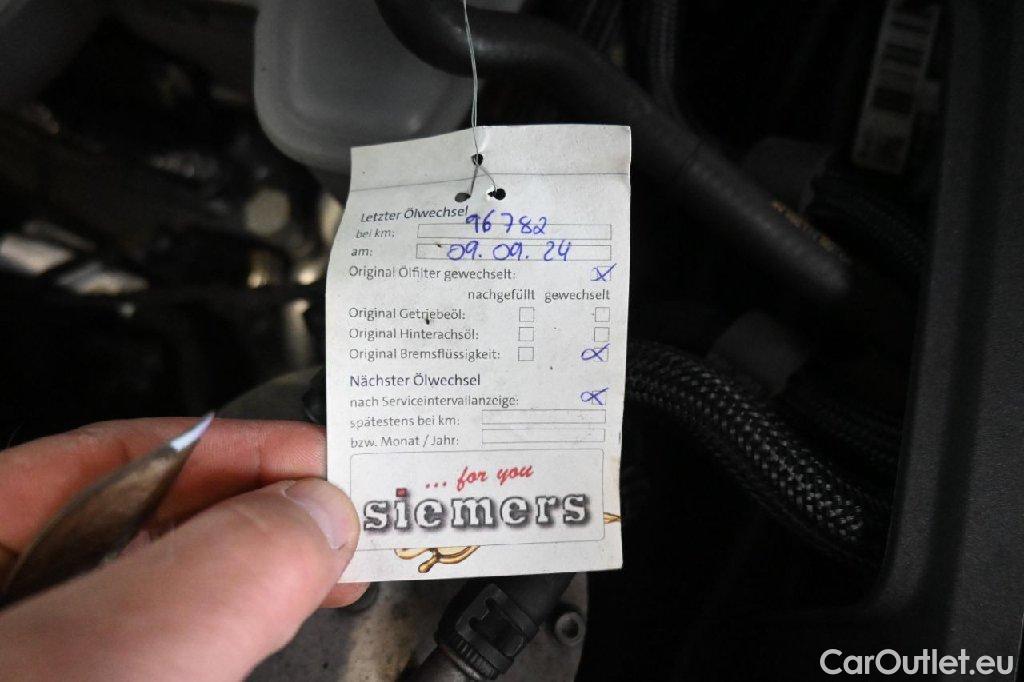 Letzter Ölwechsel
bei km: 96782
am: 09.09.24
Original Ölfilter gewechselt:
nachgefüllt gewechselt
Original Getriebeöl:
Original Hinterachsöl:
Original Bremsflüssigkeit:
Nächster Ölwechsel
nach Serviceintervallanzeige:
spätestens bei km:
bzw. Monat / Jahr:
... for you
siemers
CarOutlet.eu